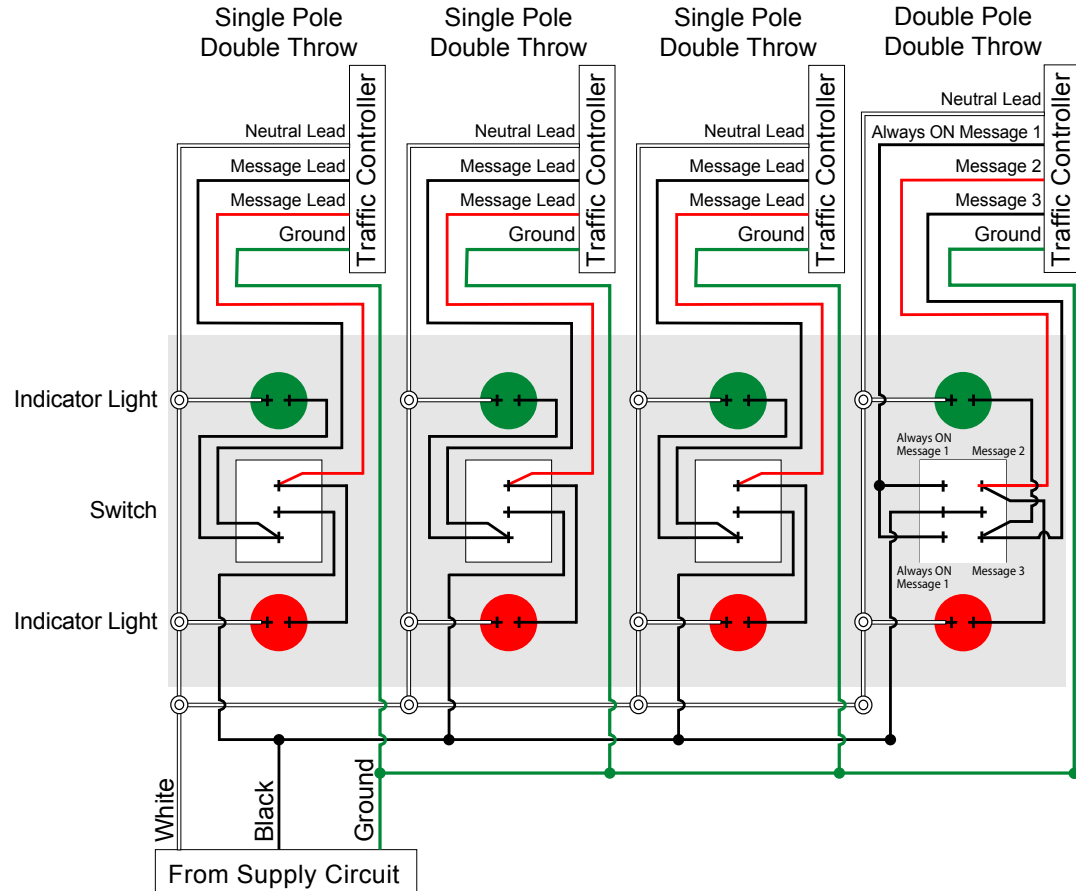 Single Pole
Double Throw
Single Pole
Double Throw
Single Pole
Double Throw
Double Pole
Double Throw
Neutral Lead
Message Lead
Message Lead
Ground
Traffic Controller
Neutral Lead
Message Lead
Message Lead
Ground
Traffic Controller
Neutral Lead
Message Lead
Message Lead
Ground
Traffic Controller
Neutral Lead
Always ON Message 1
Message 2
Message 3
Ground
Traffic Controller
Indicator Light
Switch
Always ON
Message 1
Message 2
Always ON
Message 1
Message 3
Indicator Light
White
Black
Ground
From Supply Circuit